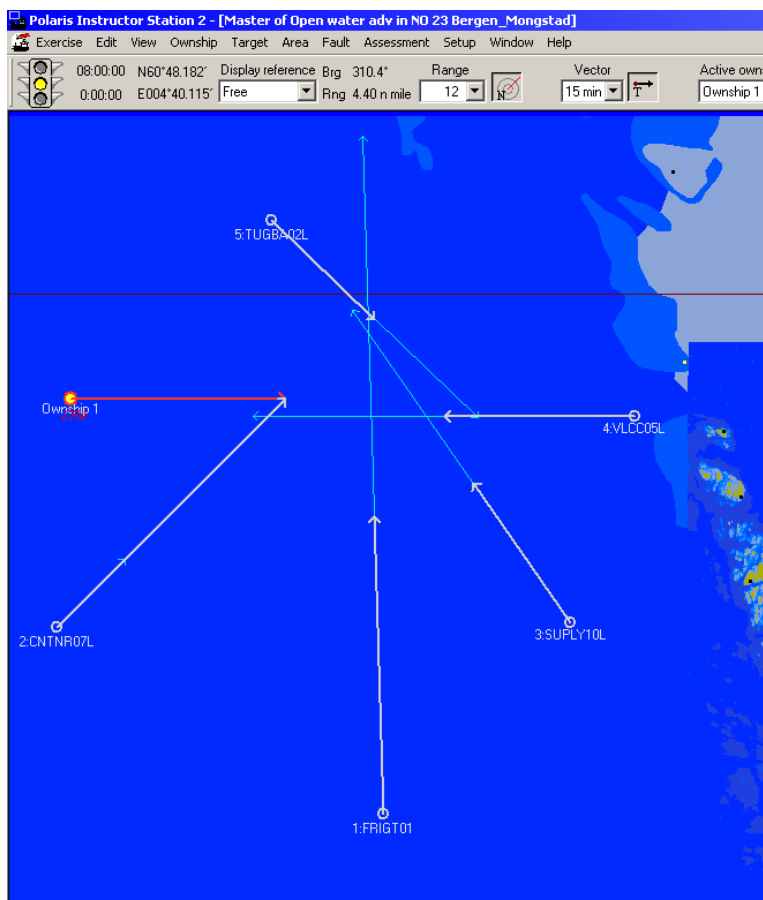 Polaris Instructor Station 2 - [Master of Open water adv in NO 23 Bergen_Mongstad]
Exercise Edit View Ownship Target Area Fault Assessment Setup Window Help
08:00:00 N60°48.182' Display reference Brg 310.4° Range Vector Active own
0:00:00 E004°40.115' Free Rng 4.40 n mile 12 N 15 min T Ownship 1
5:TUGBA02L
Ownship 1
4:VLCC05L
2:CNTNR07L
3:SUPLY10L
1:FRIGT01